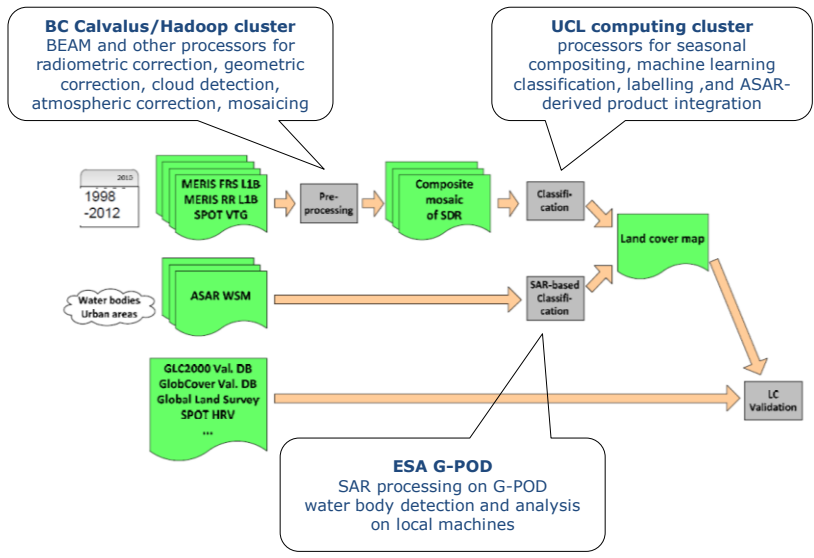 BC Calvalus/Hadoop cluster
BEAM and other processors for
radiometric correction, geometric
correction, cloud detection,
atmospheric correction, mosaicing
UCL computing cluster
processors for seasonal
compositing, machine learning
classification, labelling ,and ASAR-
derived product integration
2010
1998
-2012
MERIS FRS L1B
MERIS RR L1B
SPOT VTG
Pre-
processing
Composite
mosaic
of SDR
Classifi-
cation
Land cover map
Water bodies
Urban areas
ASAR WSM
SAR-based
Classifi-
cation
GLC2000 Val. DB
GlobCover Val. DB
Global Land Survey
SPOT HRV
...
LC
Validation
ESA G-POD
SAR processing on G-POD
water body detection and analysis
on local machines